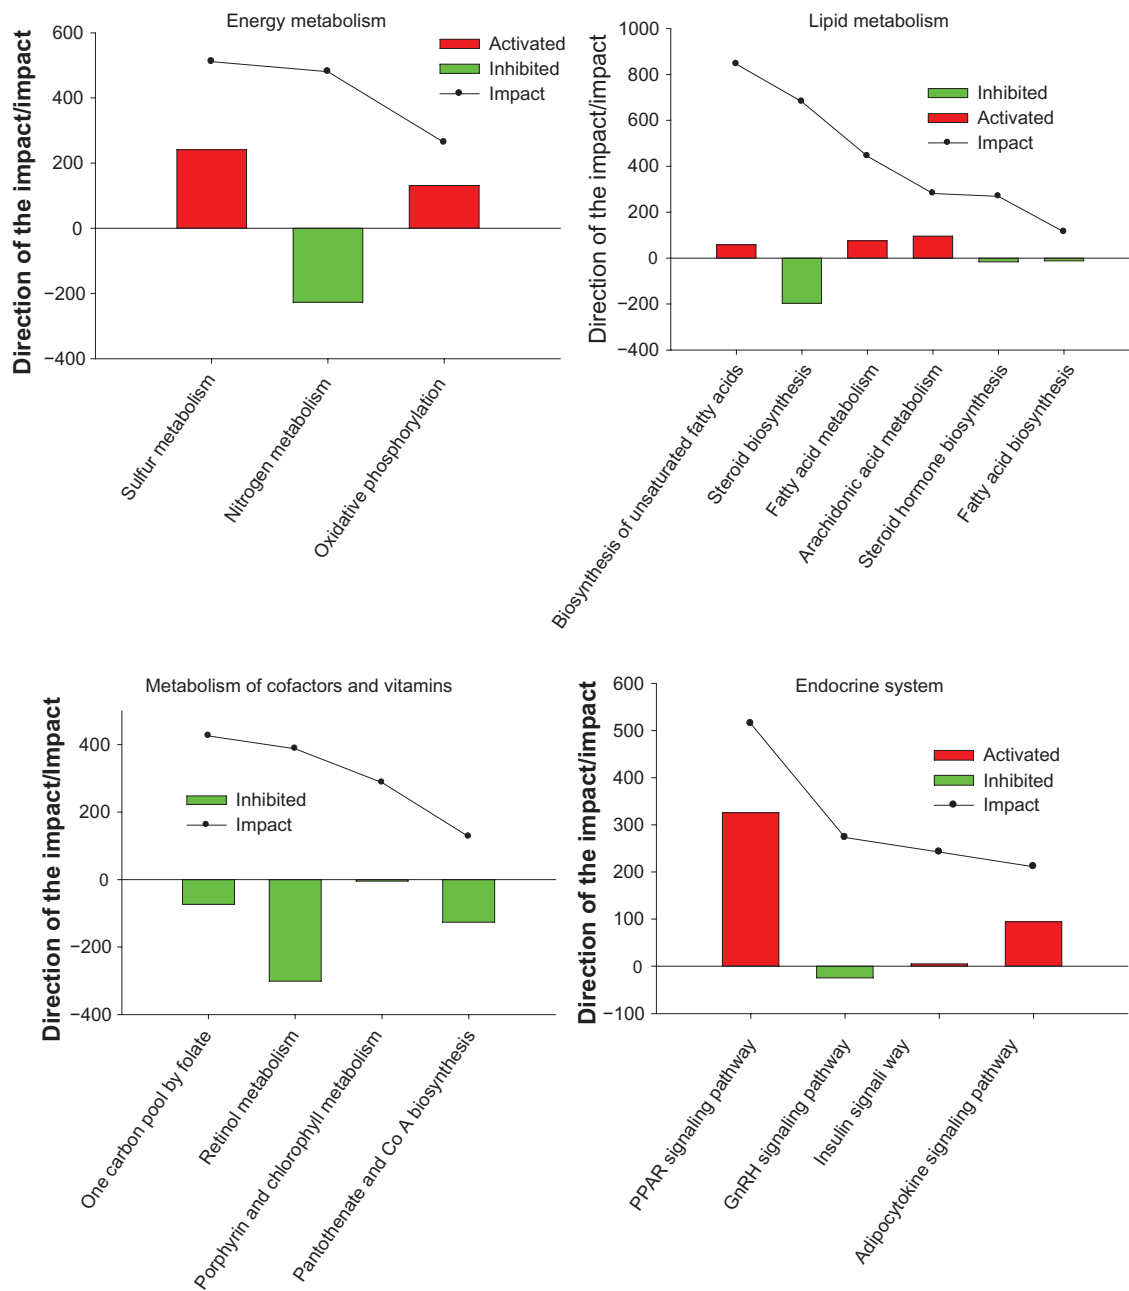 Energy metabolism
Direction of the impact/impact
600
400
200
0
−200
−400
Activated
Inhibited
Impact
Sulfur metabolism
Nitrogen metabolism
Oxidative phosphorylation
Lipid metabolism
Direction of the impact/impact
1000
800
600
400
200
0
−200
−400
Inhibited
Activated
Impact
Biosynthesis of unsaturated fatty acids
Steroid biosynthesis
Fatty acid metabolism
Arachidonic acid metabolism
Steroid hormone biosynthesis
Fatty acid biosynthesis
Metabolism of cofactors and vitamins
Direction of the impact/Impact
400
200
0
−200
−400
Inhibited
Impact
One carbon pool by folate
Retinol metabolism
Porphyrin and chlorophyll metabolism
Pantothenate and Co A biosynthesis
Endocrine system
Direction of the impact/impact
600
500
400
300
200
100
0
−100
Activated
Inhibited
Impact
PPAR signaling pathway
GnRH signaling pathway
Insulin signali way
Adipocytokine signaling pathway